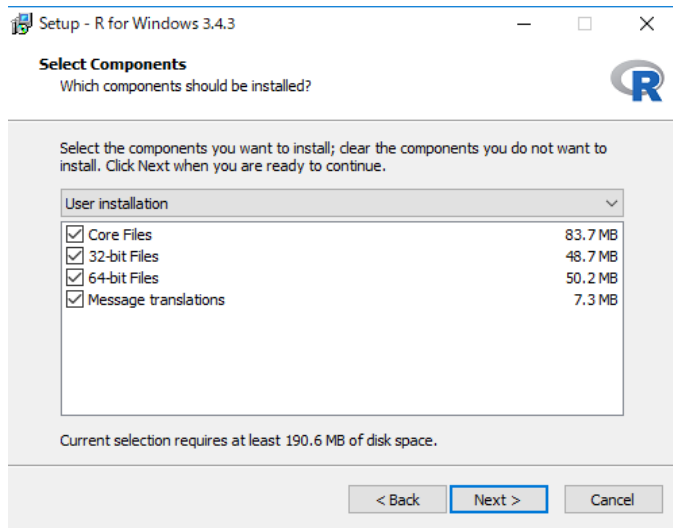 Setup - R for Windows 3.4.3
Select Components
Which components should be installed?
R
Select the components you want to install; clear the components you do not want to
install. Click Next when you are ready to continue.
User installation
Core Files 83.7 MB
32-bit Files 48.7 MB
64-bit Files 50.2 MB
Message translations 7.3 MB
Current selection requires at least 190.6 MB of disk space.
< Back Next > Cancel